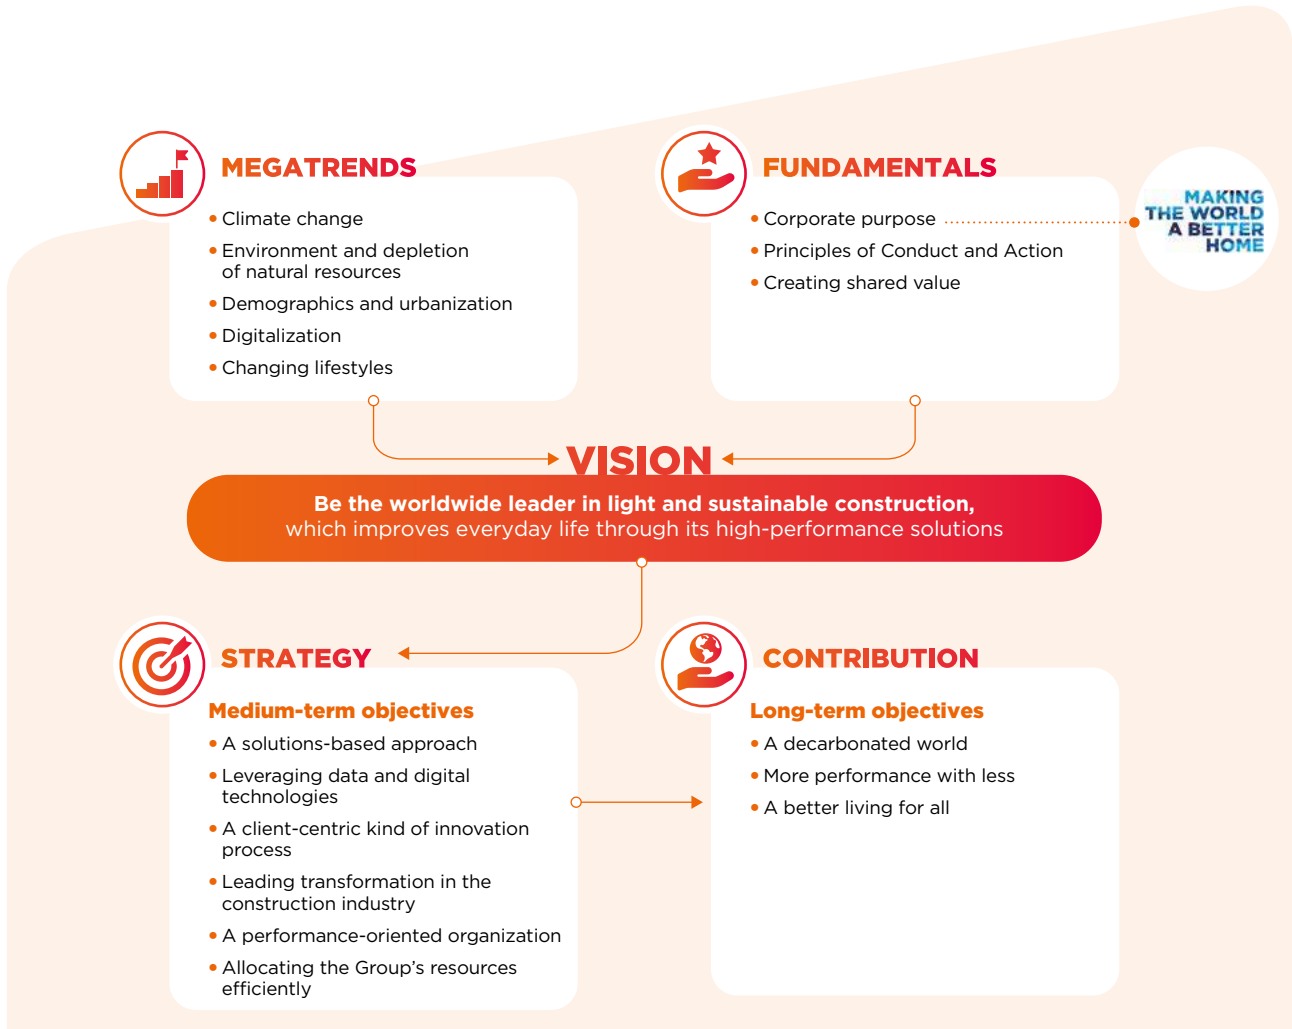 MEGATRENDS
• Climate change
• Environment and depletion
of natural resources
• Demographics and urbanization
• Digitalization
• Changing lifestyles
FUNDAMENTALS
• Corporate purpose
• Principles of Conduct and Action
• Creating shared value
MAKING
THE WORLD
A BETTER
HOME
VISION
Be the worldwide leader in light and sustainable construction,
which improves everyday life through its high-performance solutions
STRATEGY
Medium-term objectives
• A solutions-based approach
• Leveraging data and digital
technologies
• A client-centric kind of innovation
process
• Leading transformation in the
construction industry
• A performance-oriented organization
• Allocating the Group’s resources
efficiently
CONTRIBUTION
Long-term objectives
• A decarbonated world
• More performance with less
• A better living for all